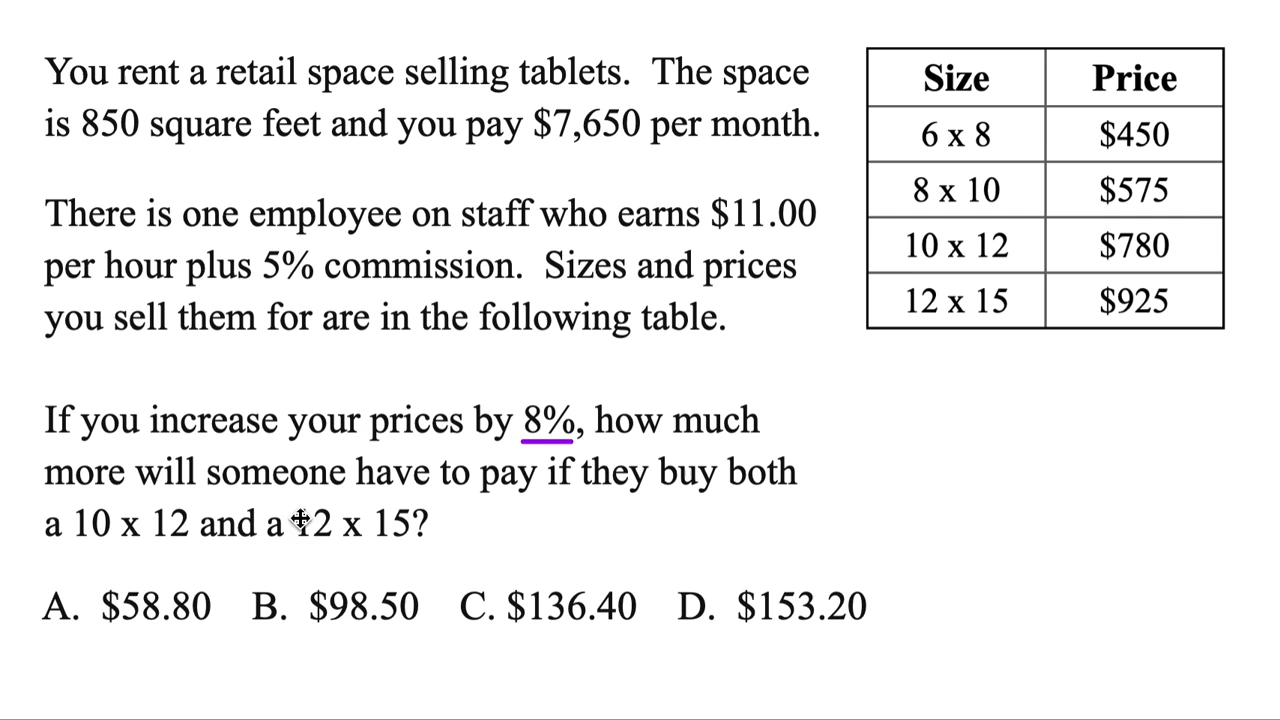 You rent a retail space selling tablets. The space
is 850 square feet and you pay $7,650 per month.
There is one employee on staff who earns $11.00
per hour plus 5% commission. Sizes and prices
you sell them for are in the following table.
Size Price
6 x 8 $450
8 x 10 $575
10 x 12 $780
12 x 15 $925
If you increase your prices by 8%, how much
more will someone have to pay if they buy both
a 10 x 12 and a 12 x 15?
A. $58.80 B. $98.50 C. $136.40 D. $153.20